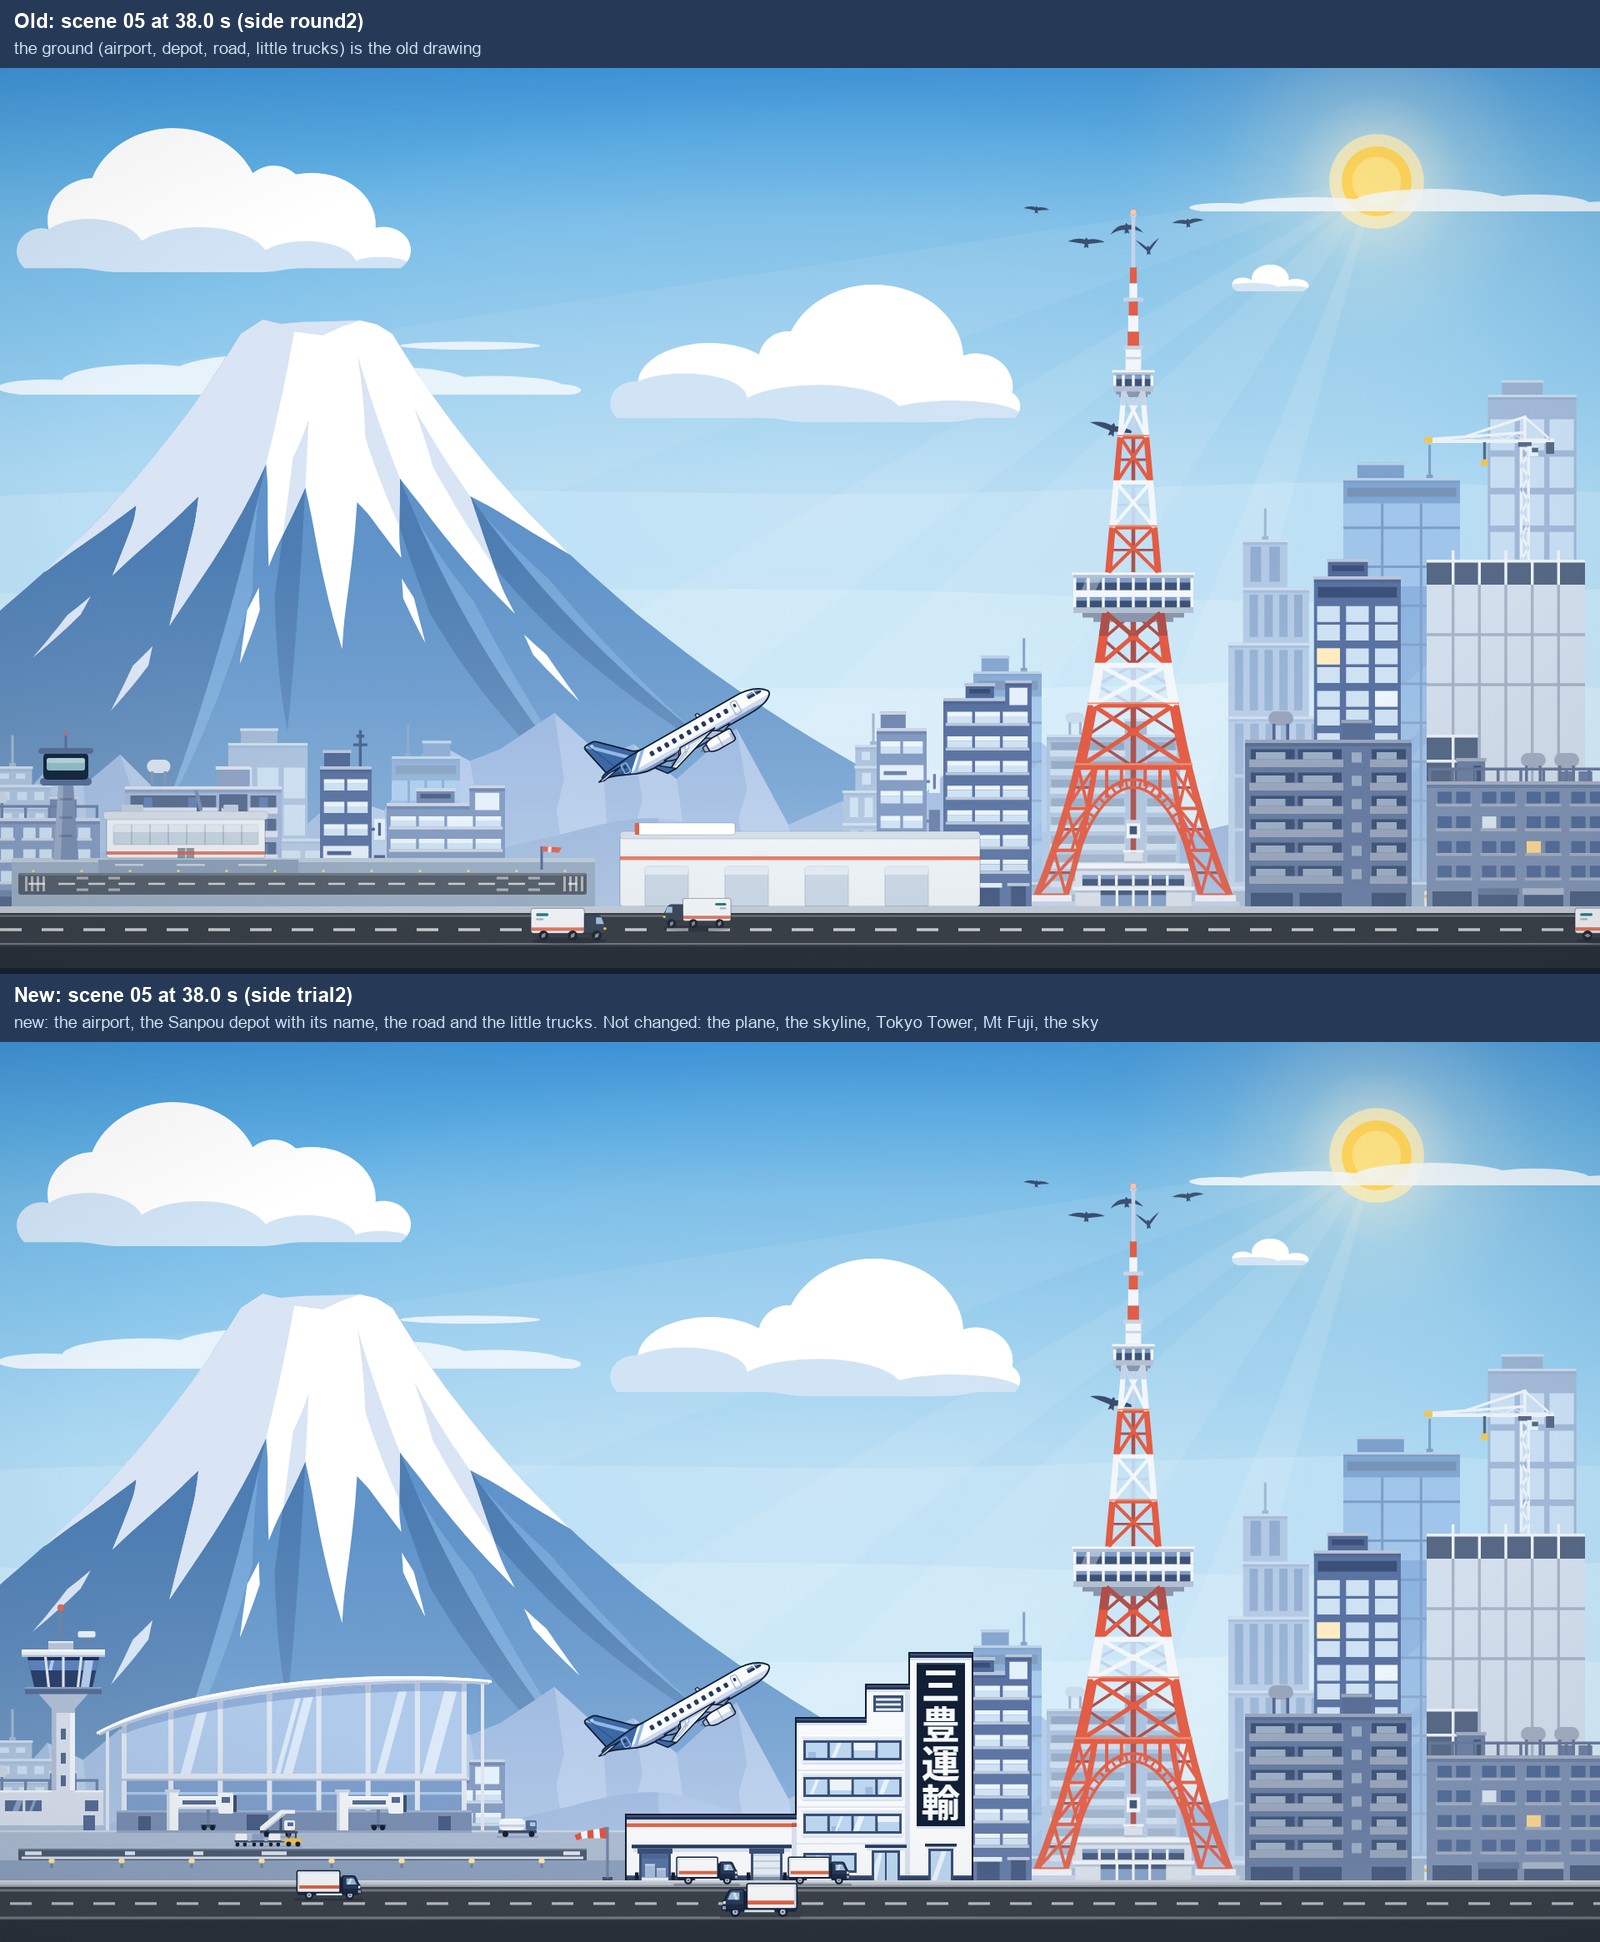 Old: scene 05 at 38.0 s (side round2)
the ground (airport, depot, road, little trucks) is the old drawing
New: scene 05 at 38.0 s (side trial2)
new: the airport, the Sanpou depot with its name, the road and the little trucks. Not changed: the plane, the skyline, Tokyo Tower, Mt Fuji, the sky
三豊運輸